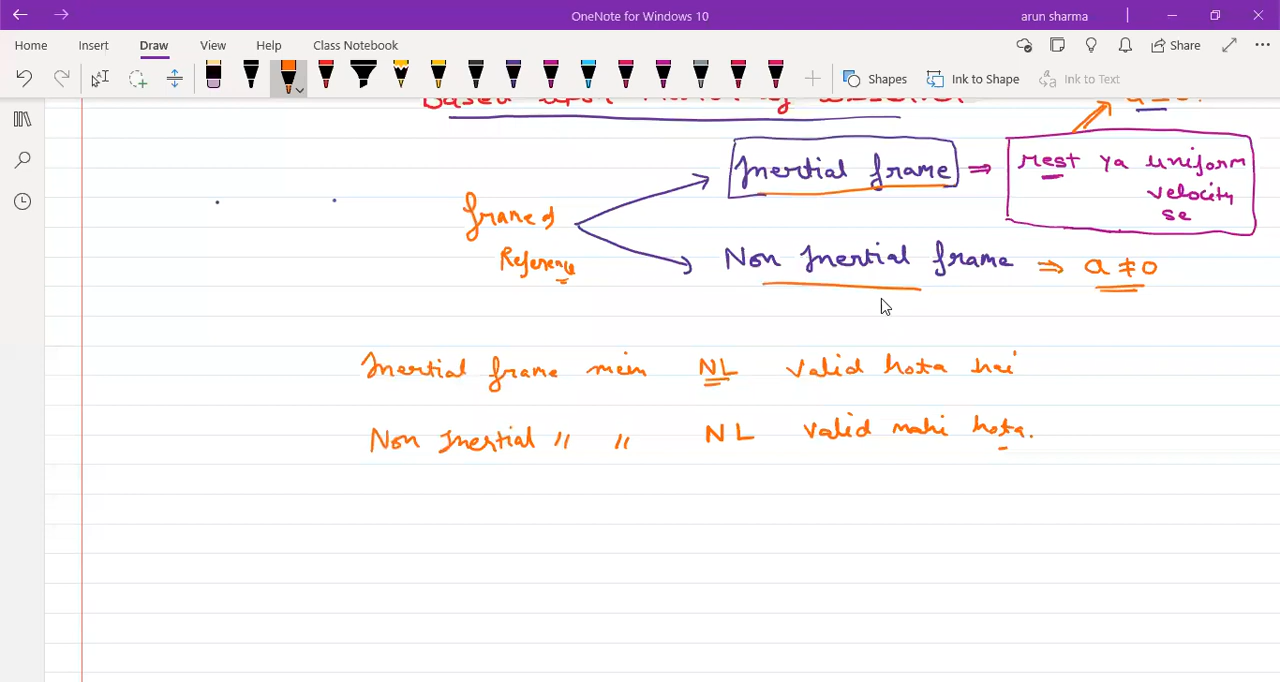 OneNote for Windows 10
arun sharma
Home Insert Draw View Help Class Notebook
Share
Shapes Ink to Shape Ink to Text
Based upon
Inertial frame ⇒ rest ya uniform
velocity
se
frame of
Reference
Non Inertial frame ⇒ a ≠ 0
Inertial frame mein NL valid hota hai
Non Inertial " " NL valid nahi hota.